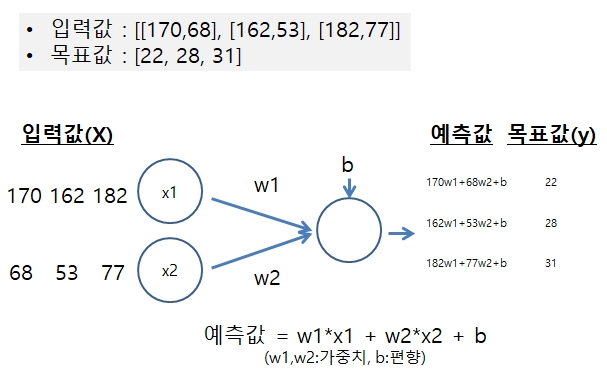 • 입력값 : [[170,68], [162,53], [182,77]]
• 목표값 : [22, 28, 31]
입력값(X)
예측값 목표값(y)
b
170 162 182
x1
w1
170w1+68w2+b 22
162w1+53w2+b 28
68 53 77
x2
w2
182w1+77w2+b 31
예측값 = w1*x1 + w2*x2 + b
(w1,w2:가중치, b:편향)